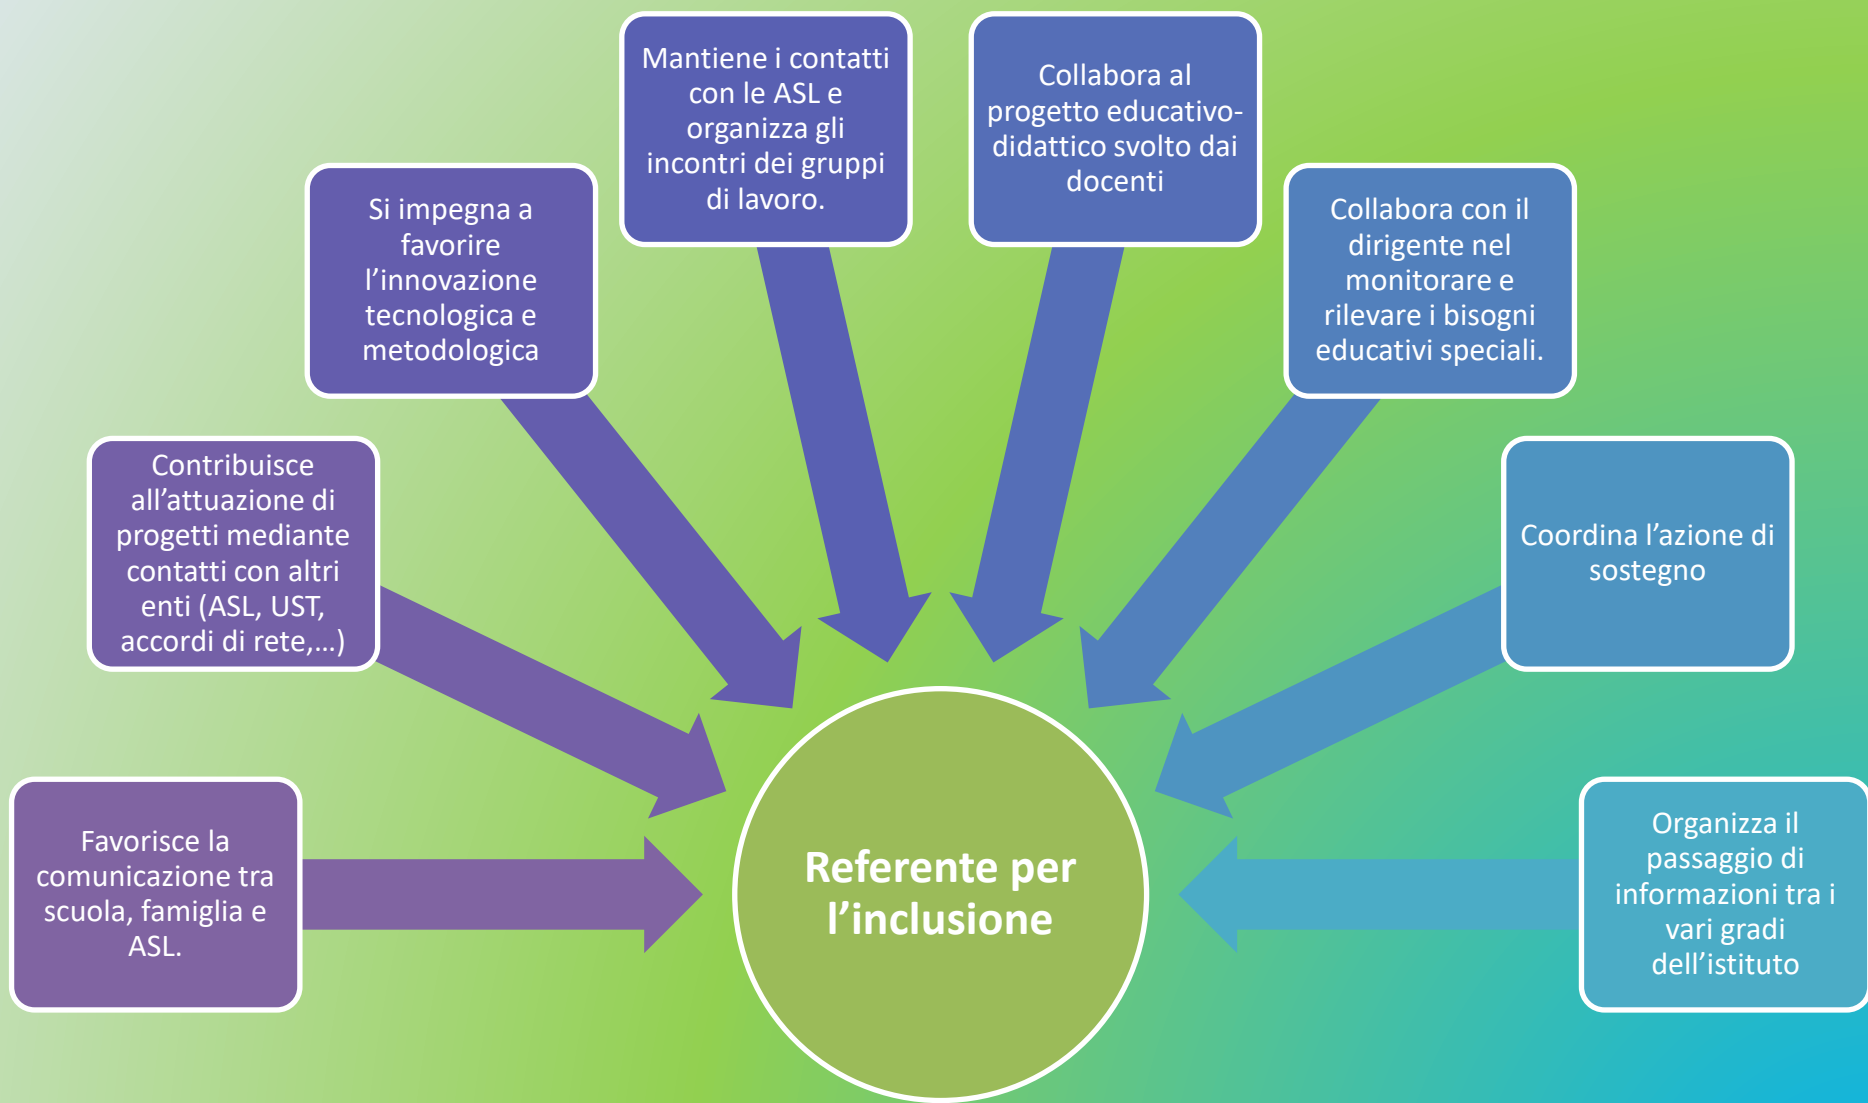 Favorisce la
comunicazione tra
scuola, famiglia e
ASL.
Contribuisce
all’attuazione di
progetti mediante
contatti con altri
enti (ASL, UST,
accordi di rete,…)
Si impegna a
favorire
l’innovazione
tecnologica e
metodologica
Mantiene i contatti
con le ASL e
organizza gli
incontri dei gruppi
di lavoro.
Collabora al
progetto educativo-
didattico svolto dai
docenti
Collabora con il
dirigente nel
monitorare e
rilevare i bisogni
educativi speciali.
Coordina l’azione di
sostegno
Organizza il
passaggio di
informazioni tra i
vari gradi
dell’istituto
Referente per
l’inclusione